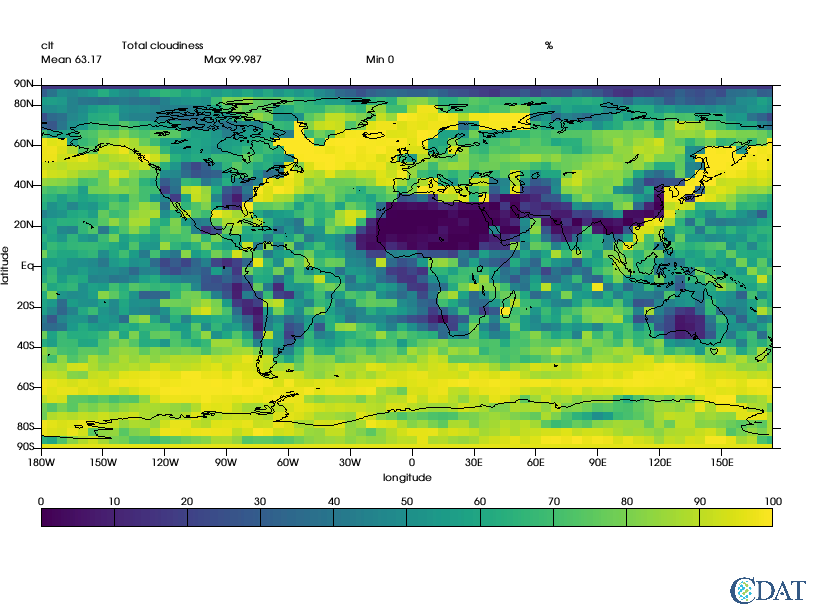 clt Total cloudiness %
Mean 63.17 Max 99.987 Min 0
90N
80N
60N
40N
20N
Eq
20S
40S
60S
80S
90S
latitude
180W 150W 120W 90W 60W 30W 0 30E 60E 90E 120E 150E
longitude
0 10 20 30 40 50 60 70 80 90 100
CDAT